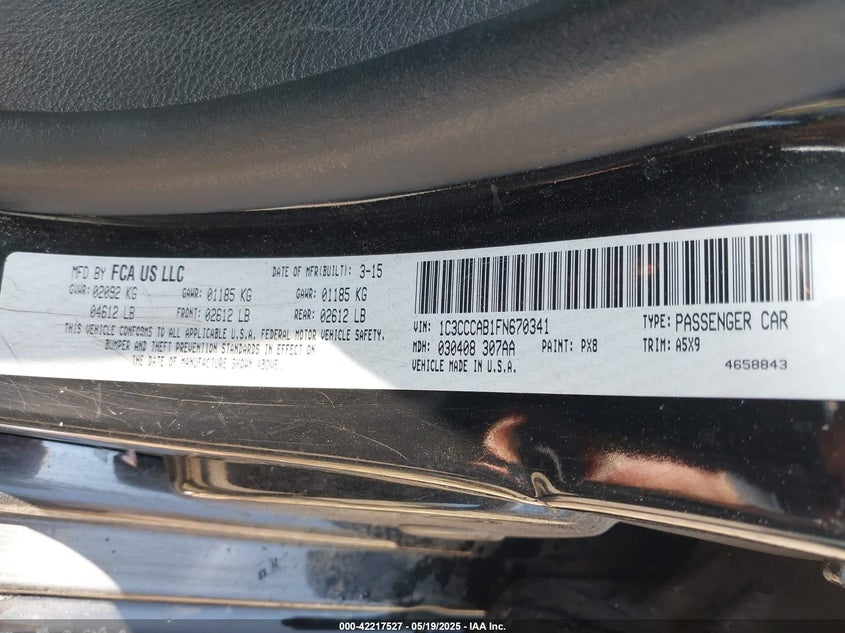 MFD BY FCA US LLC DATE OF MFR(BUILT): 3-15
GVWR: 02092 KG GAWR: 01185 KG GAWR: 01185 KG
04612 LB FRONT: 02612 LB REAR: 02612 LB
THIS VEHICLE CONFORMS TO ALL APPLICABLE U.S.A. FEDERAL MOTOR VEHICLE SAFETY,
BUMPER AND THEFT PREVENTION STANDARDS IN EFFECT ON
THE DATE OF MANUFACTURE SHOWN ABOVE.
VIN: 1C3CCCAB1FN670341 TYPE: PASSENGER CAR
MDH: 030408 307AA PAINT: PX8 TRIM: A5X9
VEHICLE MADE IN U.S.A. 4658843
000-42217527 - 05/19/2025 - IAA Inc.